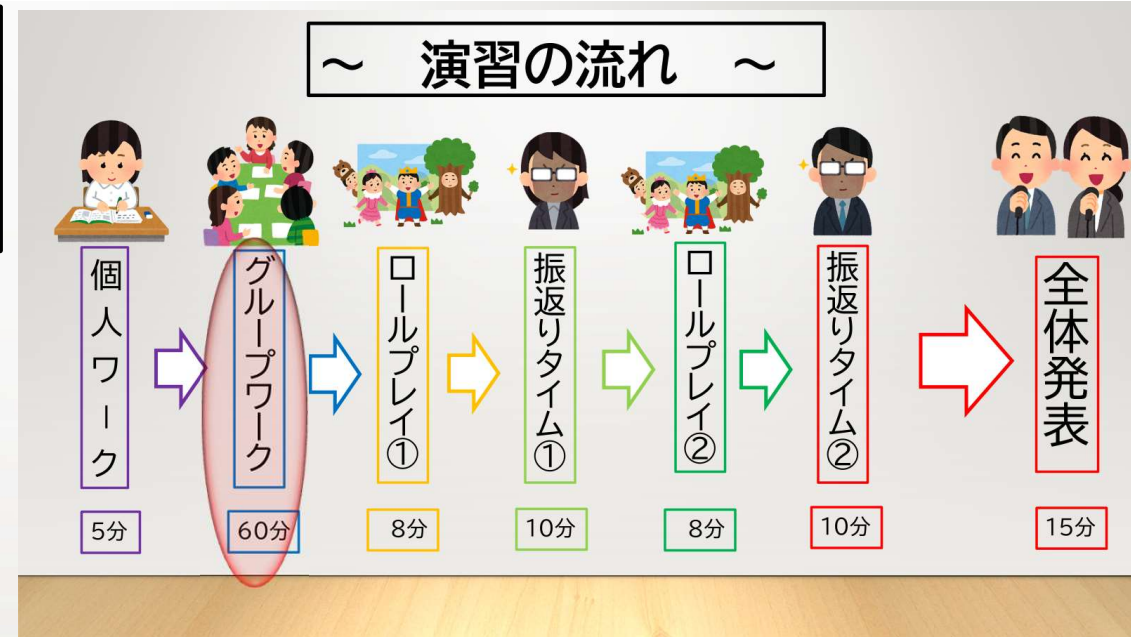 ～　演習の流れ　～
個人ワーク
グループワーク
ロールプレイ①
振返りタイム①
ロールプレイ②
振返りタイム②
全体発表
5分
60分
8分
10分
8分
10分
15分